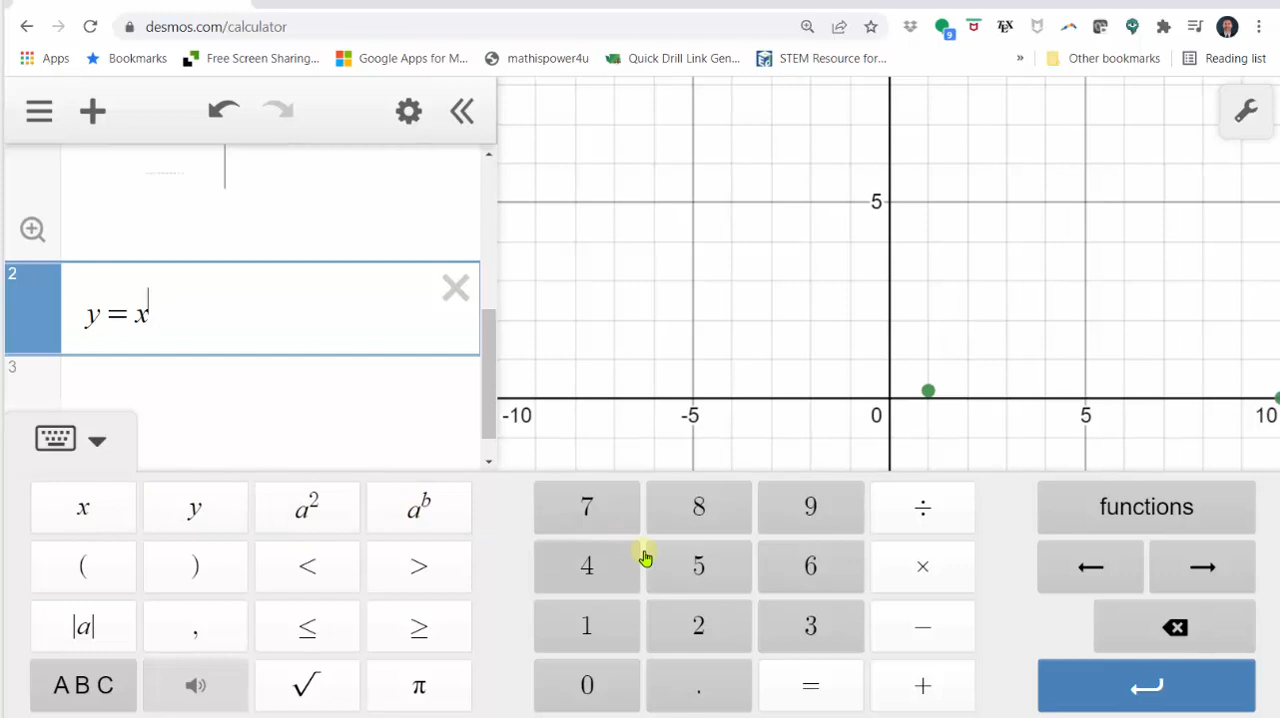 desmos.com/calculator
TEX
9
Apps Bookmarks Free Screen Sharing... Google Apps for M... mathispower4u Quick Drill Link Gen... STEM Resource for... » Other bookmarks Reading list
5
2
y = x
3
-10 -5 0 5 10
x y a² aᵇ 7 8 9 ÷ functions
( ) < > 4 5 6 × ← →
|a| , ≤ ≥ 1 2 3 −
A B C √ π 0 . = +